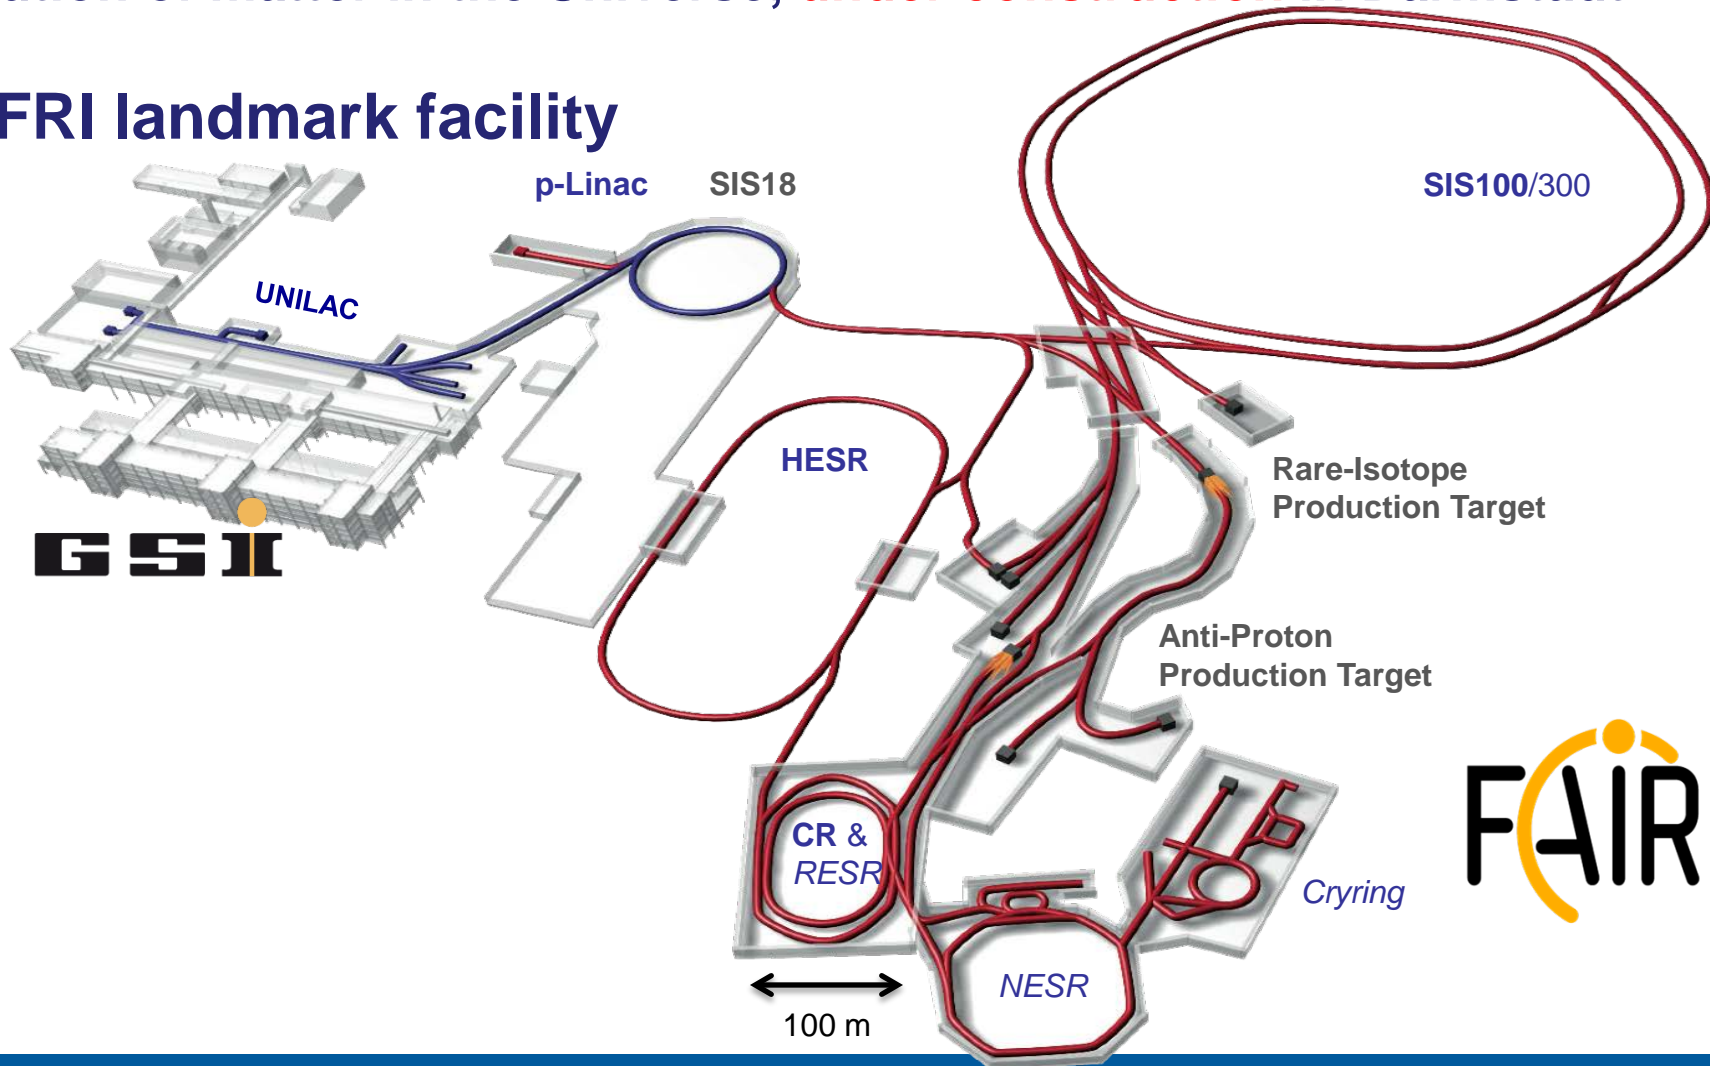 FRI landmark facility
p-Linac
SIS18
SIS100/300
UNILAC
HESR
Rare-Isotope
Production Target
GSI
Anti-Proton
Production Target
FAIR
CR &
RESR
Cryring
NESR
100 m